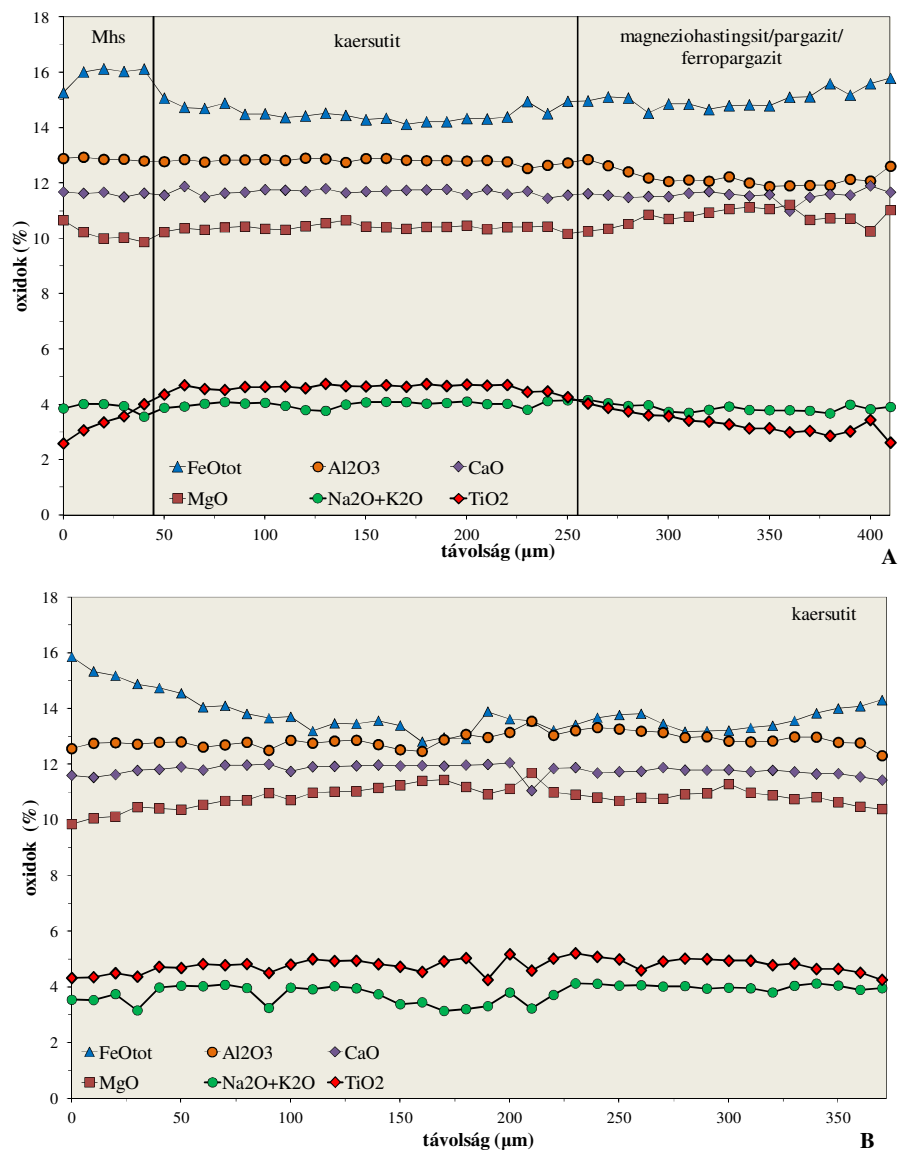 18
16
14
12
10
8
6
4
2
0
oxidok (%)
Mhs
kaersutit
magneziohastingsit/pargazit/
ferropargazit
FeOtot Al2O3 CaO
MgO Na2O+K2O TiO2
0 50 100 150 200 250 300 350 400
távolság (µm)
A
18
16
14
12
10
8
6
4
2
0
oxidok (%)
kaersutit
FeOtot Al2O3 CaO
MgO Na2O+K2O TiO2
0 50 100 150 200 250 300 350
távolság (µm)
B